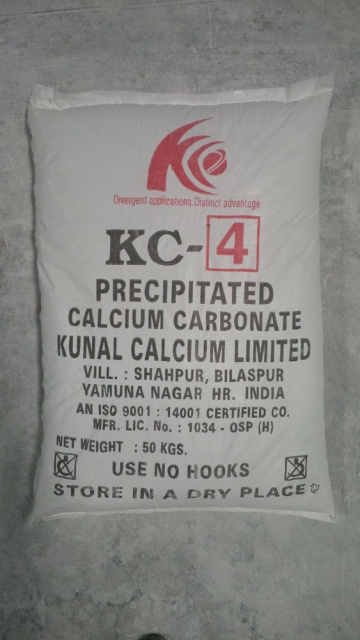 Kc
Divergent applications. Distinct advantage
KC-4
PRECIPITATED
CALCIUM CARBONATE
KUNAL CALCIUM LIMITED
VILL. : SHAHPUR, BILASPUR
YAMUNA NAGAR HR. INDIA
AN ISO 9001 : 14001 CERTIFIED CO.
MFR. LIC. No. : 1034 - OSP (H)
NET WEIGHT : 50 KGS.
USE NO HOOKS
STORE IN A DRY PLACE